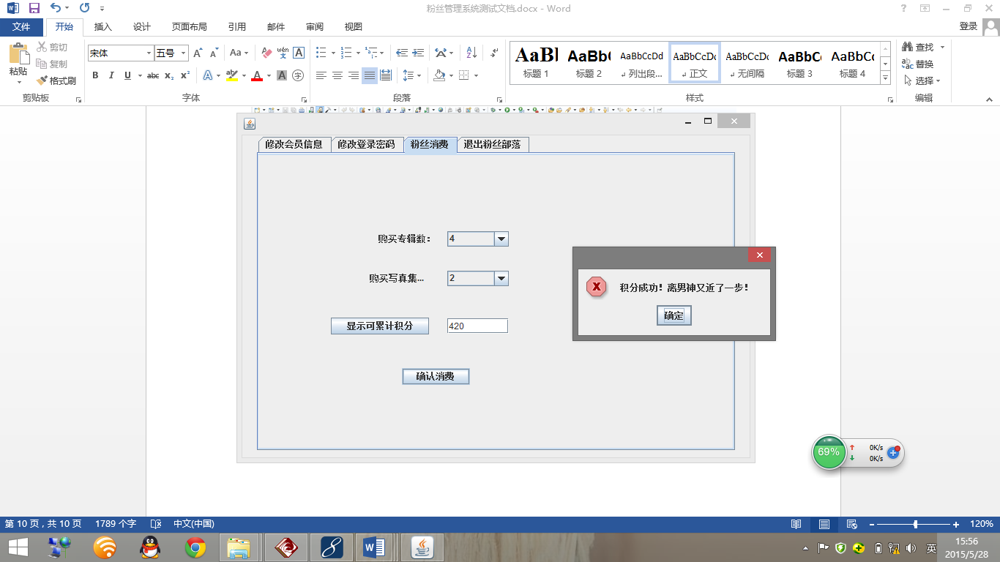 粉丝管理系统测试文档.docx - Word
文件 开始 插入 设计 页面布局 引用 邮件 审阅 视图 登录
粘贴 剪切 复制 格式刷 剪贴板
宋体 五号 A A Aa wén A
B I U abc x₂ x² A ab A A 字 字体
段落
AaBl AaBb( AaBbCcDd AaBbCcDc AaBbCcDc AaBbC AaBbCc
标题 1 标题 2 列出段... 正文 无间隔 标题 3 标题 4
样式
查找 替换 选择 编辑
修改会员信息 修改登录密码 粉丝消费 退出粉丝部落
购买专辑数: 4
购买写真集... 2
显示可累计积分 420
确认消费
积分成功！离男神又近了一步！
确定
69% 0K/s
0K/s
第 10 页，共 10 页 1789 个字 中文(中国) 120%
英 15:56
2015/5/28